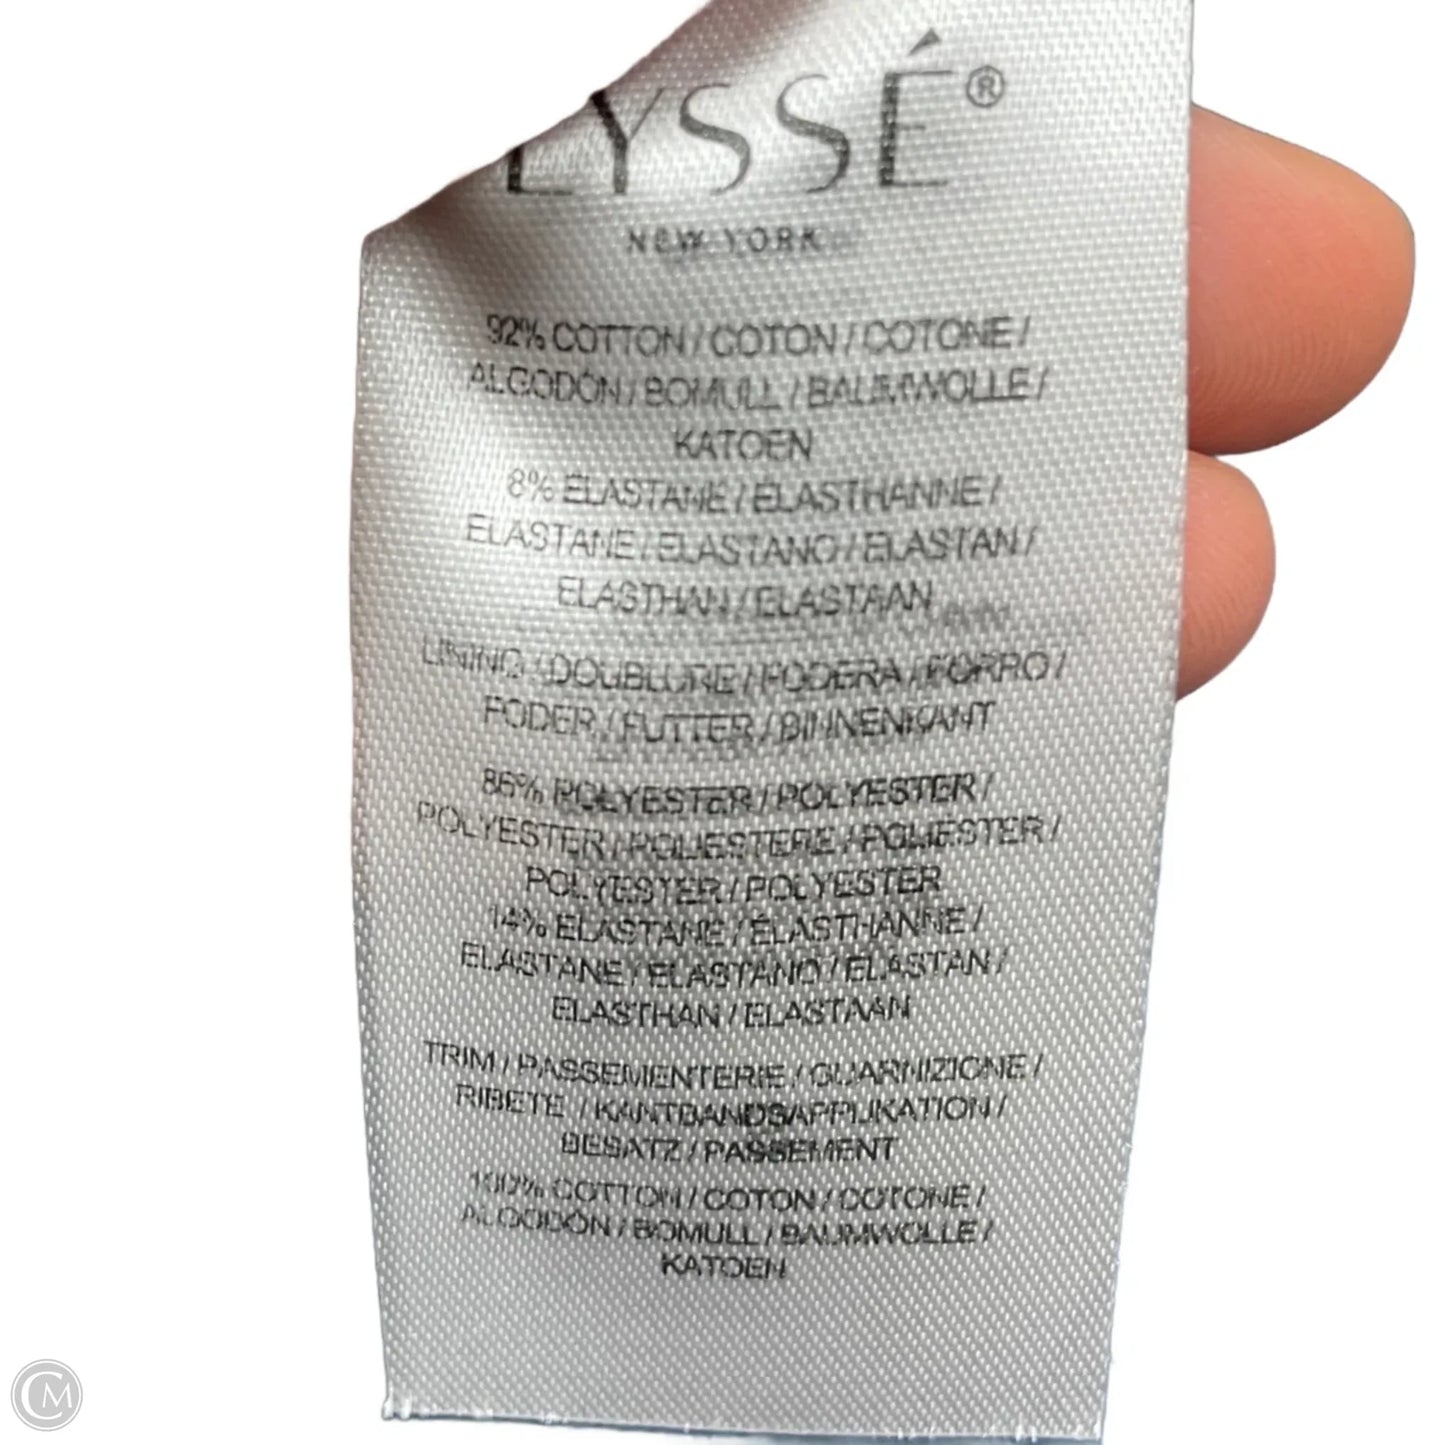 LYSSÉ®
NEW YORK
92% COTTON / COTON / COTONE /
ALGODÓN / BOMULL / BAUMWOLLE /
KATOEN
8% ELASTANE / ÉLASTHANNE /
ELASTANE / ELASTANO / ELASTAN /
ELASTHAN / ELASTAAN
LINING / DOUBLURE / FODERA / FORRO /
FODER / FUTTER / BINNENKANT
86% POLYESTER / POLYESTER /
POLYESTER / POLIESTERE / POLIESTER /
POLYESTER / POLYESTER
14% ELASTANE / ÉLASTHANNE /
ELASTANE / ELASTANO / ELASTAN /
ELASTHAN / ELASTAAN
TRIM / PASSEMENTERIE / GUARNIZIONE /
RIBETE / KANTBANDSAPPLIKATION /
BESATZ / PASSEMENT
100% COTTON / COTON / COTONE /
ALGODÓN / BOMULL / BAUMWOLLE /
KATOEN
CM